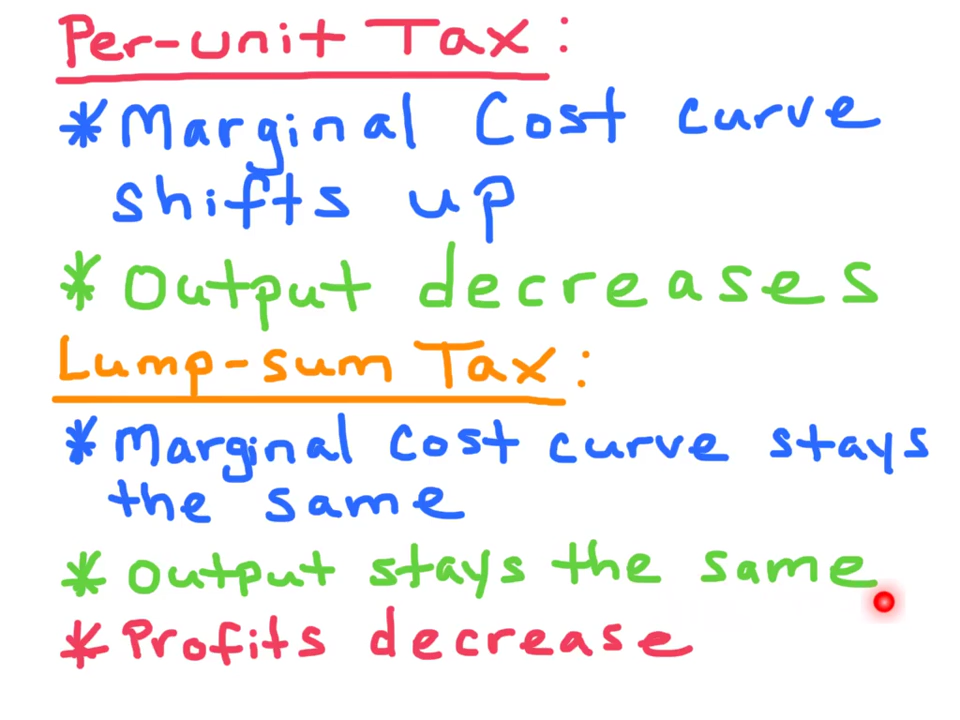 Per-unit Tax:
* Marginal Cost curve
shifts up
* Output decreases
Lump-sum Tax:
* Marginal Cost curve stays
the same
* Output stays the same
* Profits decrease